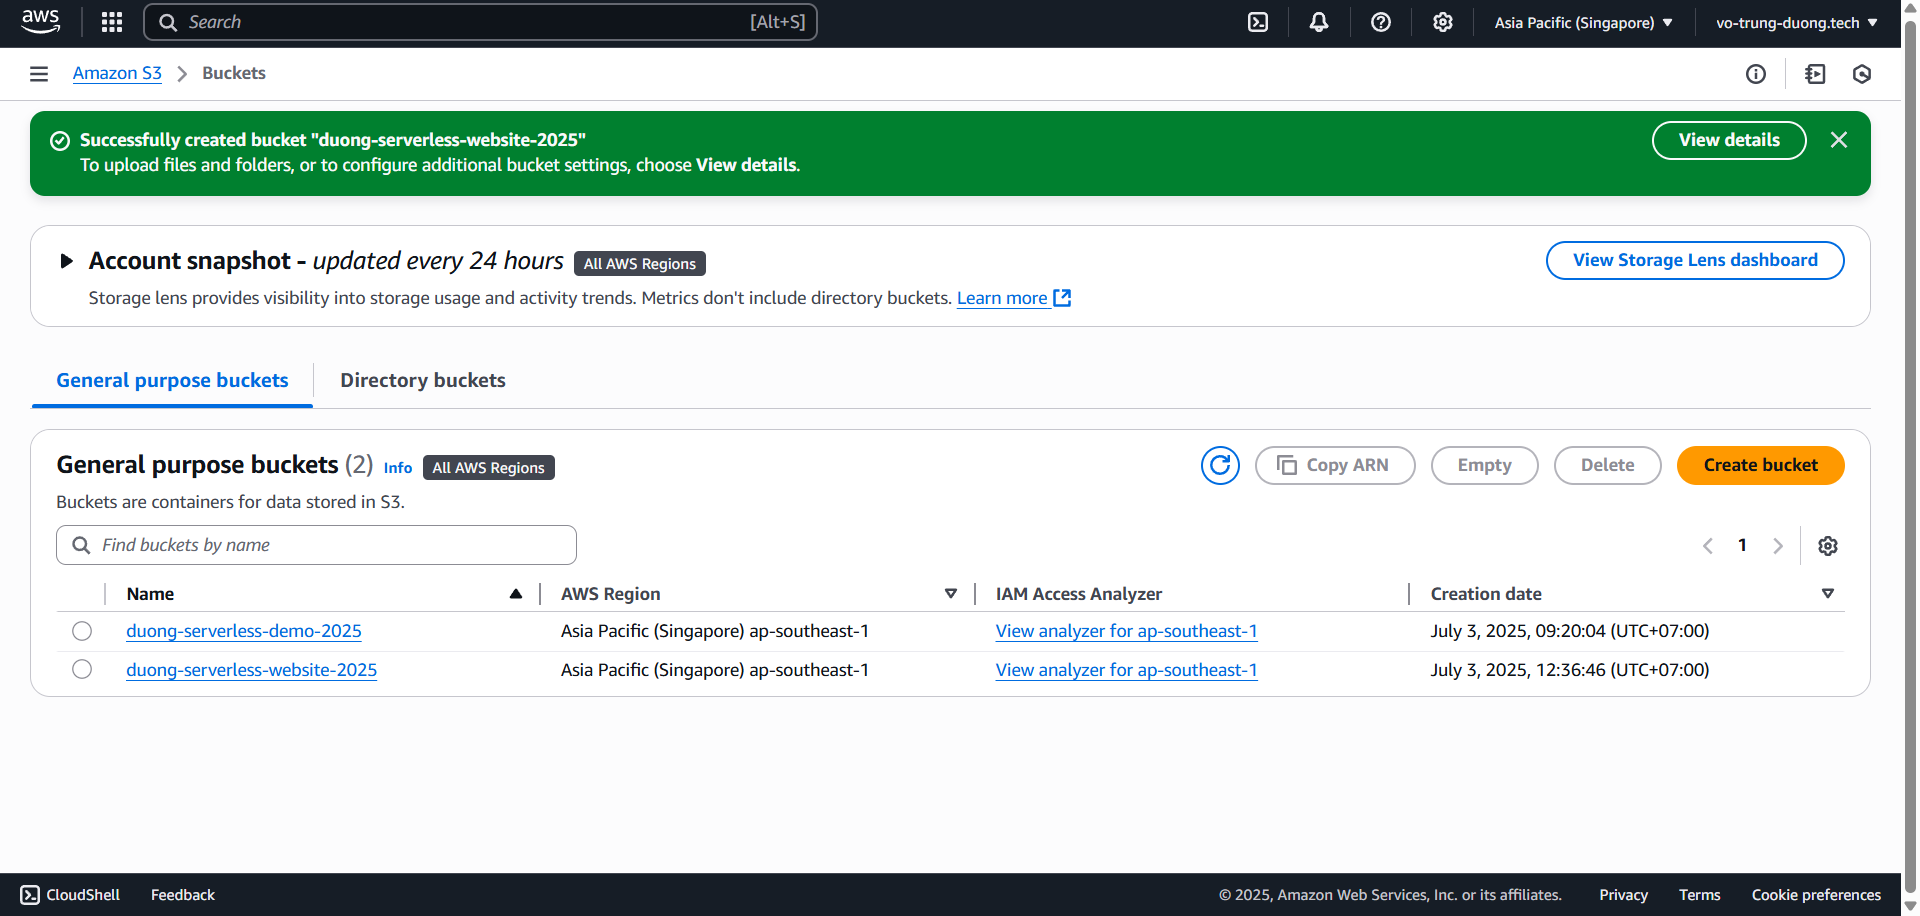 aws
Search [Alt+S]
Asia Pacific (Singapore)
vo-trung-duong.tech
Amazon S3 Buckets
Successfully created bucket "duong-serverless-website-2025"
To upload files and folders, or to configure additional bucket settings, choose View details.
View details
Account snapshot - updated every 24 hours All AWS Regions
Storage lens provides visibility into storage usage and activity trends. Metrics don't include directory buckets. Learn more
View Storage Lens dashboard
General purpose buckets
Directory buckets
General purpose buckets (2) Info All AWS Regions
Copy ARN
Empty
Delete
Create bucket
Buckets are containers for data stored in S3.
Find buckets by name
1
Name AWS Region IAM Access Analyzer Creation date
duong-serverless-demo-2025 Asia Pacific (Singapore) ap-southeast-1 View analyzer for ap-southeast-1 July 3, 2025, 09:20:04 (UTC+07:00)
duong-serverless-website-2025 Asia Pacific (Singapore) ap-southeast-1 View analyzer for ap-southeast-1 July 3, 2025, 12:36:46 (UTC+07:00)
CloudShell Feedback © 2025, Amazon Web Services, Inc. or its affiliates. Privacy Terms Cookie preferences